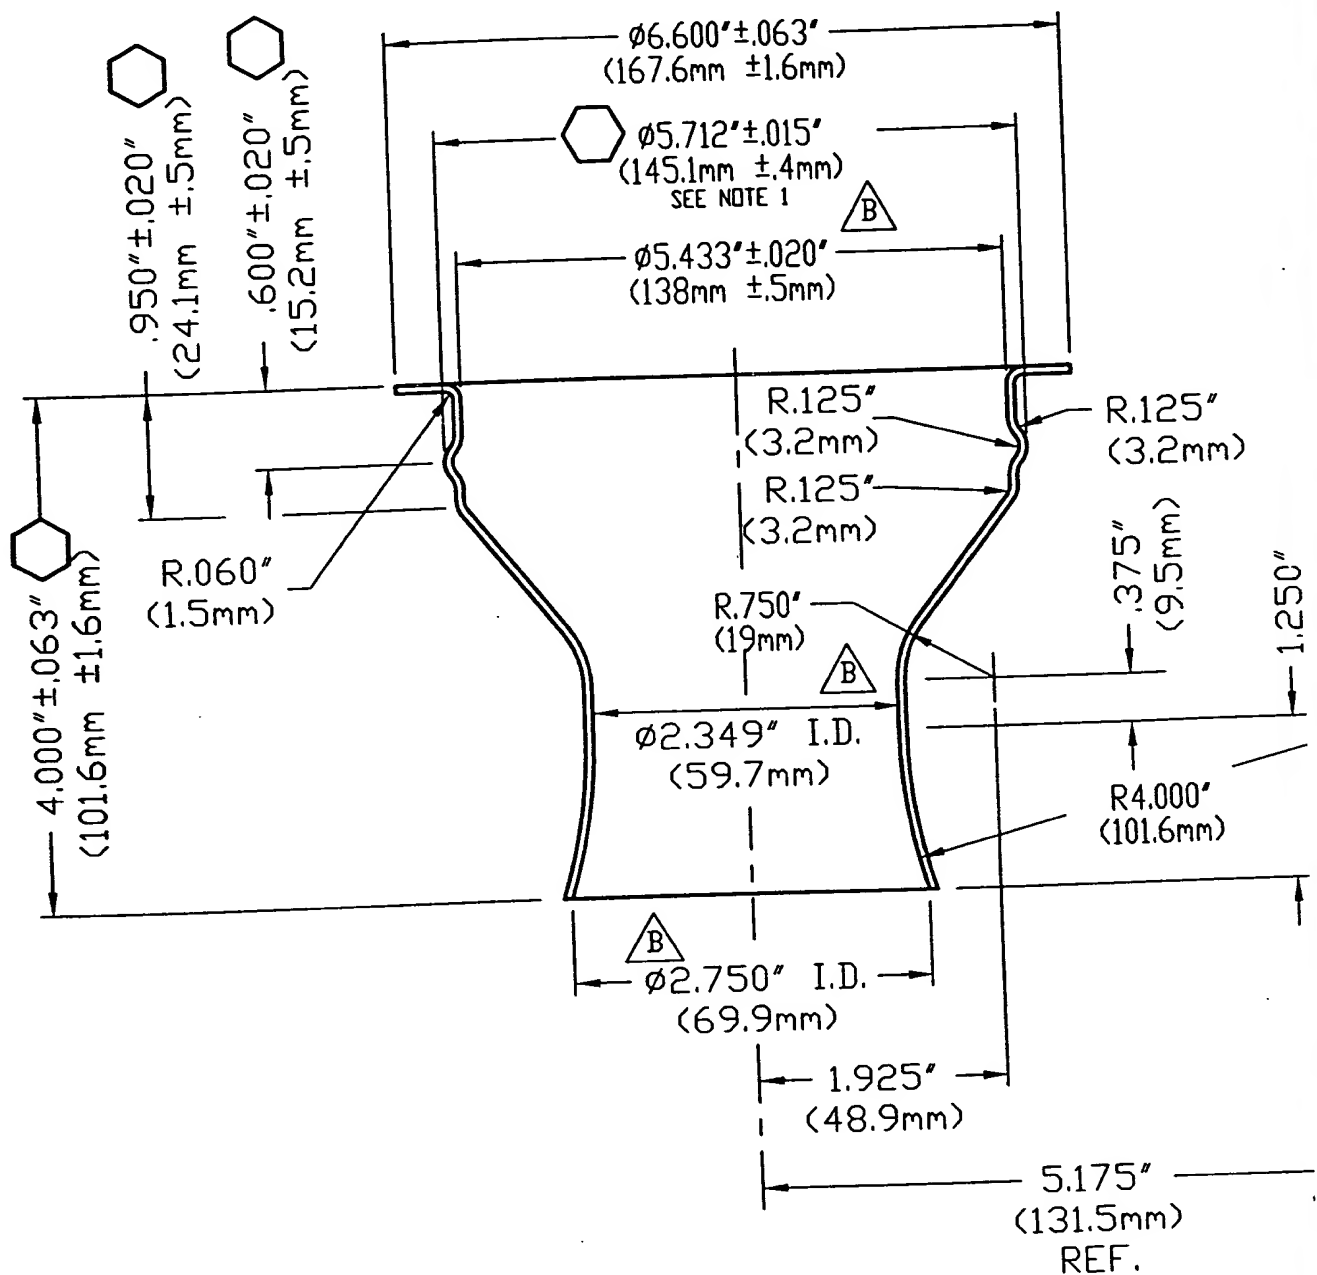 ø6.600"±.063"
(167.6mm ±1.6mm)
ø5.712"±.015"
(145.1mm ±.4mm)
SEE NOTE 1
B
ø5.433"±.020"
(138mm ±.5mm)
.950"±.020"
(24.1mm ±.5mm)
.600"±.020"
(15.2mm ±.5mm)
R.125"
(3.2mm)
R.125"
(3.2mm)
R.125"
(3.2mm)
R.060"
(1.5mm)
4.000"±.063"
(101.6mm ±1.6mm)
R.750"
(19mm)
B
.375"
(9.5mm)
1.250"
ø2.349" I.D.
(59.7mm)
R4.000"
(101.6mm)
B
ø2.750" I.D.
(69.9mm)
1.925"
(48.9mm)
5.175"
(131.5mm)
REF.